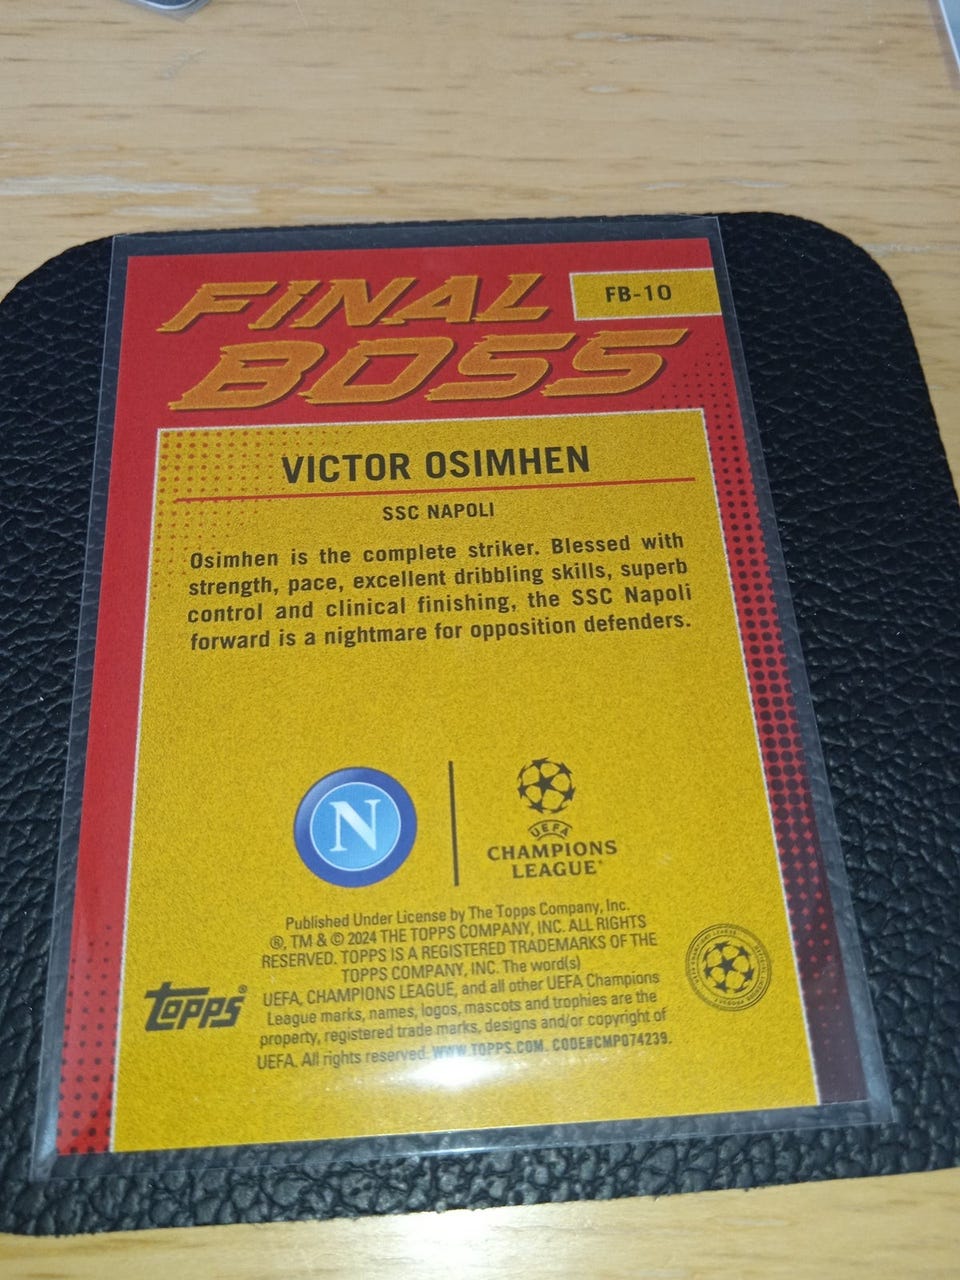 FINAL
FB-10
BOSS
VICTOR OSIMHEN
SSC NAPOLI
Osimhen is the complete striker. Blessed with
strength, pace, excellent dribbling skills, superb
control and clinical finishing, the SSC Napoli
forward is a nightmare for opposition defenders.
N
UEFA
CHAMPIONS
LEAGUE®
Published Under License by The Topps Company, Inc.
®, TM & © 2024 THE TOPPS COMPANY, INC. ALL RIGHTS
RESERVED. TOPPS IS A REGISTERED TRADEMARKS OF THE
TOPPS COMPANY, INC. The word(s)
UEFA, CHAMPIONS LEAGUE, and all other UEFA Champions
League marks, names, logos, mascots and trophies are the
property, registered trade marks, designs and/or copyright of
UEFA. All rights reserved. WWW.TOPPS.COM. CODE#CMP074239.
topps®